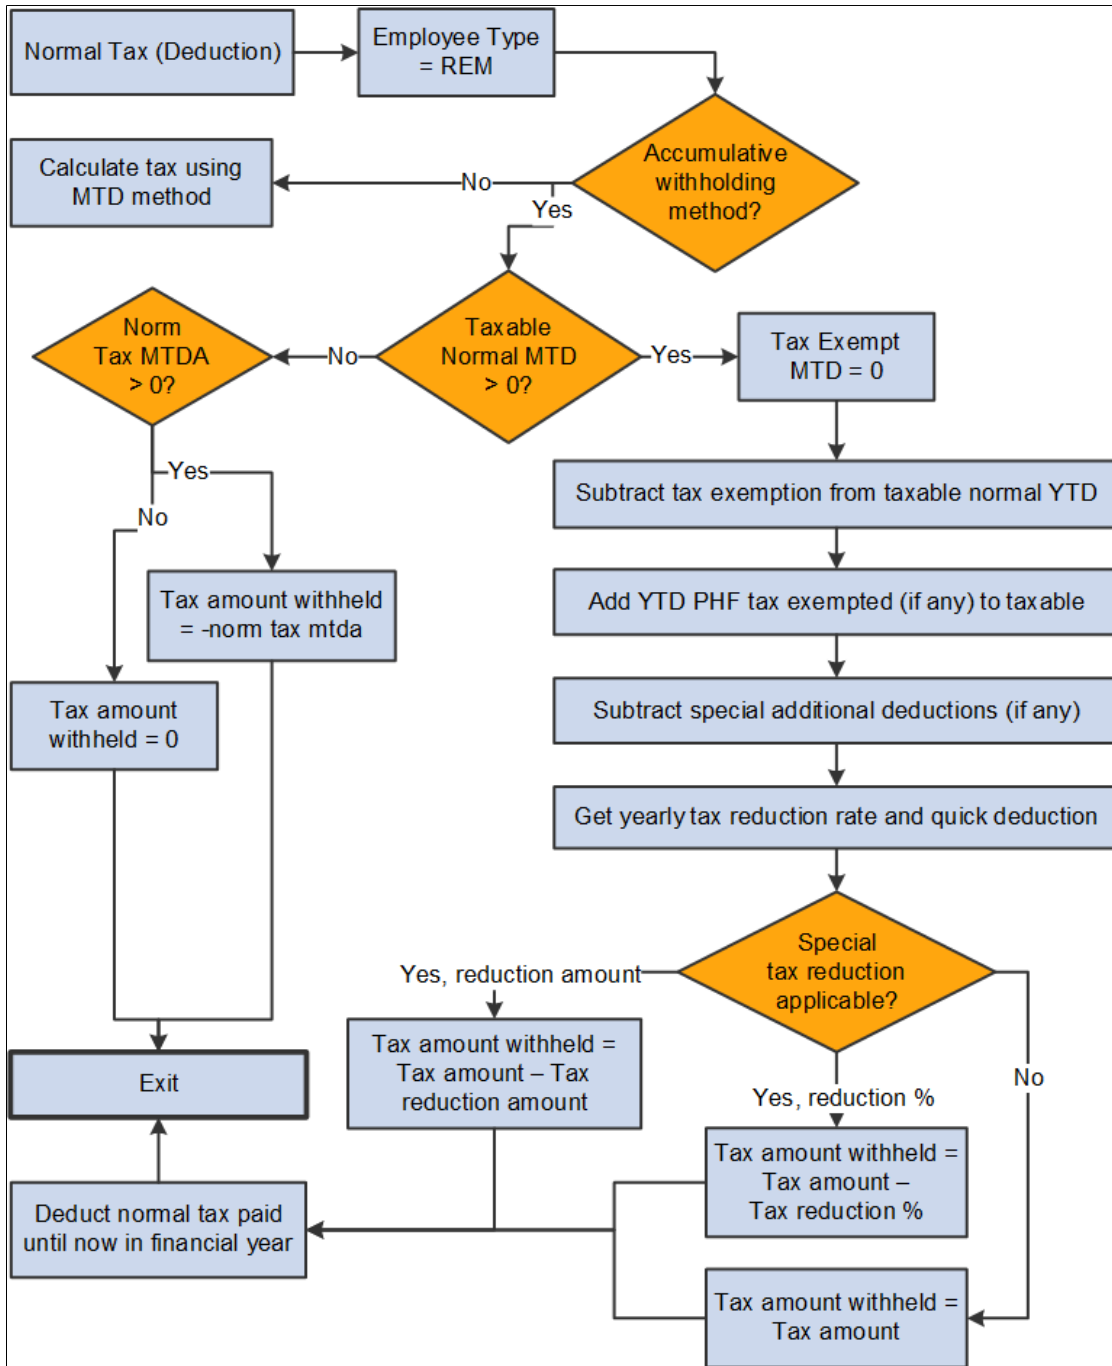 Normal Tax (Deduction)
Employee Type
= REM
Accumulative
withholding
method?
No
Calculate tax using
MTD method
Yes
Taxable
Normal MTD
> 0?
No
Norm
Tax MTDA
> 0?
Yes
Tax Exempt
MTD = 0
Subtract tax exemption from taxable normal YTD
Add YTD PHF tax exempted (if any) to taxable
Subtract special additional deductions (if any)
Get yearly tax reduction rate and quick deduction
Yes
No
Tax amount withheld
= -norm tax mtda
Tax amount
withheld = 0
Special
tax reduction
applicable?
Yes, reduction amount
Tax amount withheld =
Tax amount – Tax
reduction amount
Yes, reduction %
Tax amount withheld =
Tax amount –
Tax reduction %
No
Tax amount withheld =
Tax amount
Deduct normal tax paid
until now in financial year
Exit